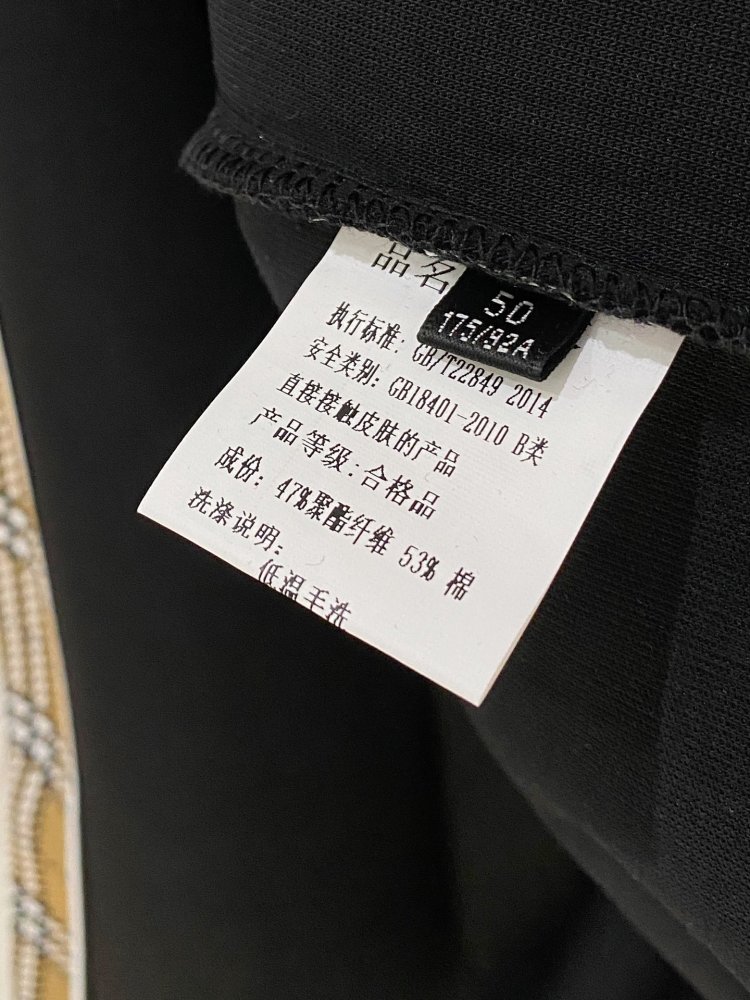 品名
50
175/92A
执行标准: GB/T22849 2014
安全类别: GB18401-2010 B类
直接接触皮肤的产品
产品等级:合格品
成份: 47%聚酯纤维 53% 棉
洗涤说明:
低温手洗